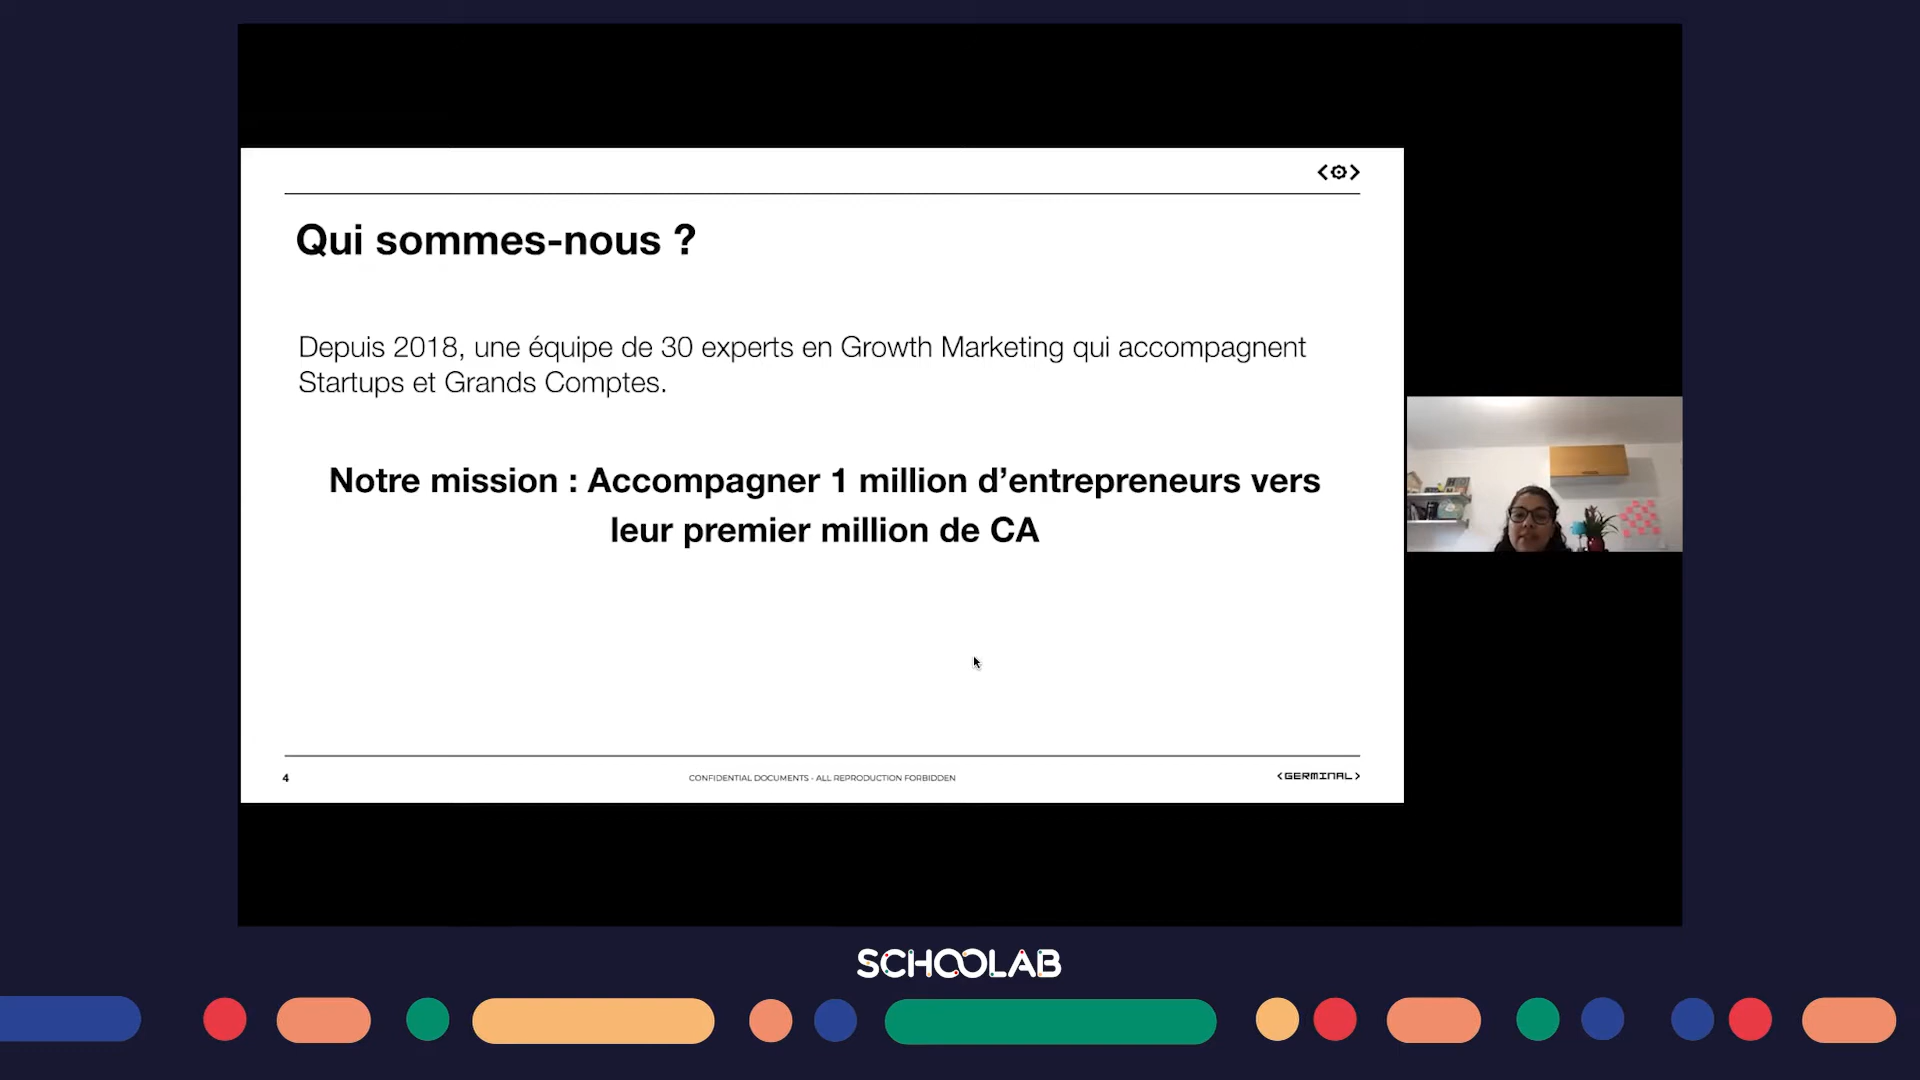 Qui sommes-nous ?
Depuis 2018, une équipe de 30 experts en Growth Marketing qui accompagnent
Startups et Grands Comptes.
Notre mission : Accompagner 1 million d’entrepreneurs vers
leur premier million de CA
4
CONFIDENTIAL DOCUMENTS - ALL REPRODUCTION FORBIDDEN
<GERMINAL>
SCHOOLAB